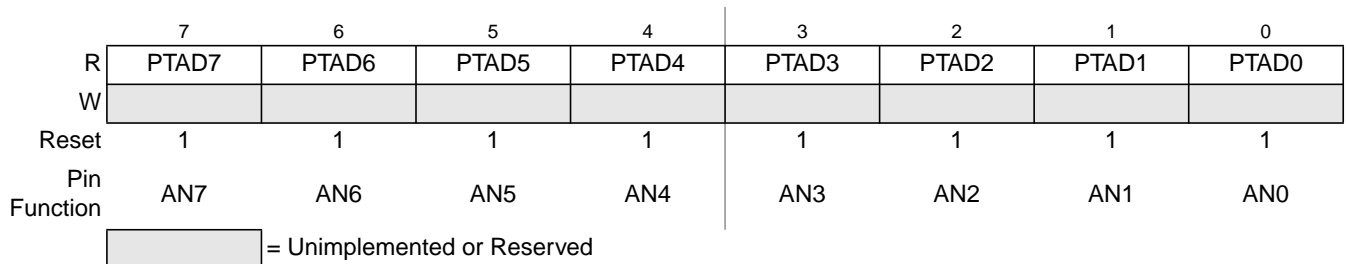 7 6 5 4 3 2 1 0
R PTAD7 PTAD6 PTAD5 PTAD4 PTAD3 PTAD2 PTAD1 PTAD0
W
Reset 1 1 1 1 1 1 1 1
Pin
Function AN7 AN6 AN5 AN4 AN3 AN2 AN1 AN0
= Unimplemented or Reserved